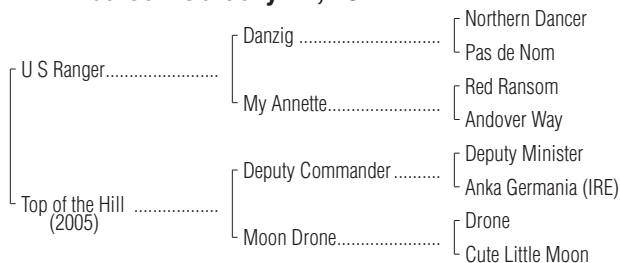 Northern Dancer
Danzig ................................
Pas de Nom
U S Ranger..........................
Red Ransom
My Annette..........................
Andover Way
Deputy Minister
Deputy Commander ...........
Anka Germania (IRE)
Top of the Hill ...................
(2005)
Drone
Moon Drone........................
Cute Little Moon